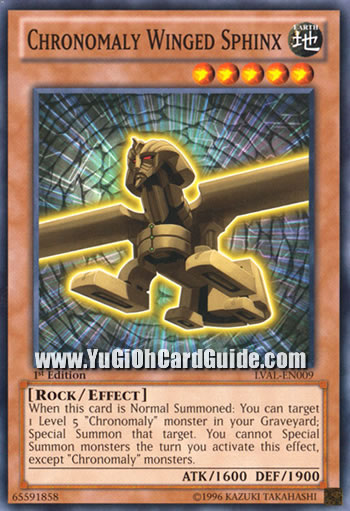 CHRONOMALY WINGED SPHINX
EARTH
地
www.YuGiOhCardGuide.com
1st Edition
LVAL-EN009
[ROCK/EFFECT]
When this card is Normal Summoned: You can target
1 Level 5 "Chronomaly" monster in your Graveyard;
Special Summon that target. You cannot Special
Summon monsters the turn you activate this effect,
except "Chronomaly" monsters.
ATK/1600 DEF/1900
65591858
©1996 KAZUKI TAKAHASHI